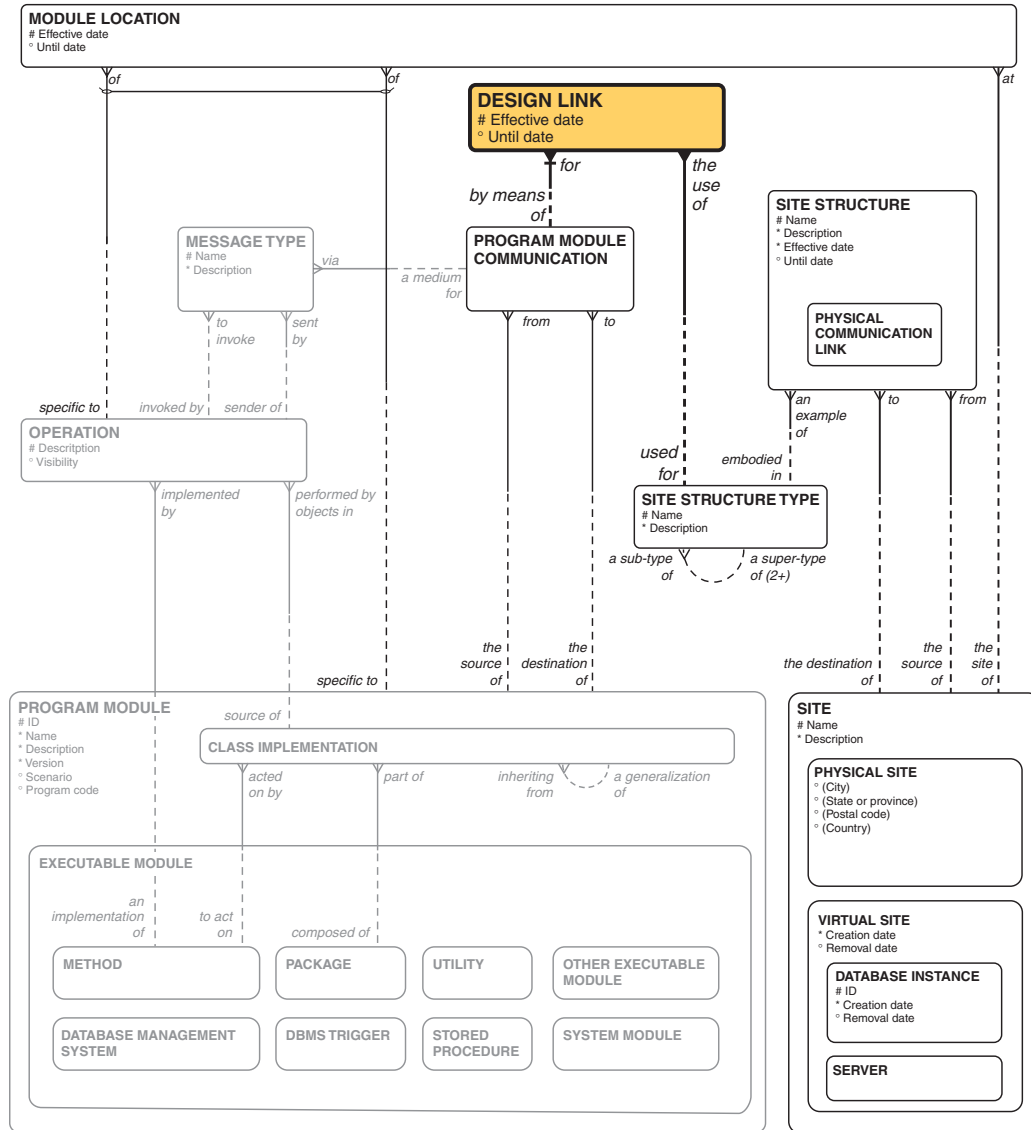 MODULE LOCATION
# Effective date
° Until date
of
of
at
DESIGN LINK
# Effective date
° Until date
for
the
use
of
by means
of
SITE STRUCTURE
# Name
* Description
* Effective date
° Until date
MESSAGE TYPE
# Name
* Description
via
a medium
for
PROGRAM MODULE
COMMUNICATION
PHYSICAL
COMMUNICATION
LINK
to
invoke
sent
by
from
to
an
example
of
to
from
specific to
invoked by
sender of
OPERATION
# Descritption
° Visibility
used
for
embodied
in
implemented
by
performed by
objects in
SITE STRUCTURE TYPE
# Name
* Description
a sub-type
of
a super-type
of (2+)
specific to
the
source
of
the
destination
of
the destination
of
the
source
of
the
site
of
PROGRAM MODULE
# ID
* Name
* Description
* Version
° Scenario
° Program code
source of
CLASS IMPLEMENTATION
acted
on by
part of
inheriting
from
a generalization
of
SITE
# Name
* Description
PHYSICAL SITE
° (City)
° (State or province)
° (Postal code)
° (Country)
EXECUTABLE MODULE
an
implementation
of
to act
on
composed of
METHOD
PACKAGE
UTILITY
OTHER EXECUTABLE
MODULE
DATABASE MANAGEMENT
SYSTEM
DBMS TRIGGER
STORED
PROCEDURE
SYSTEM MODULE
VIRTUAL SITE
* Creation date
° Removal date
DATABASE INSTANCE
# ID
* Creation date
° Removal date
SERVER